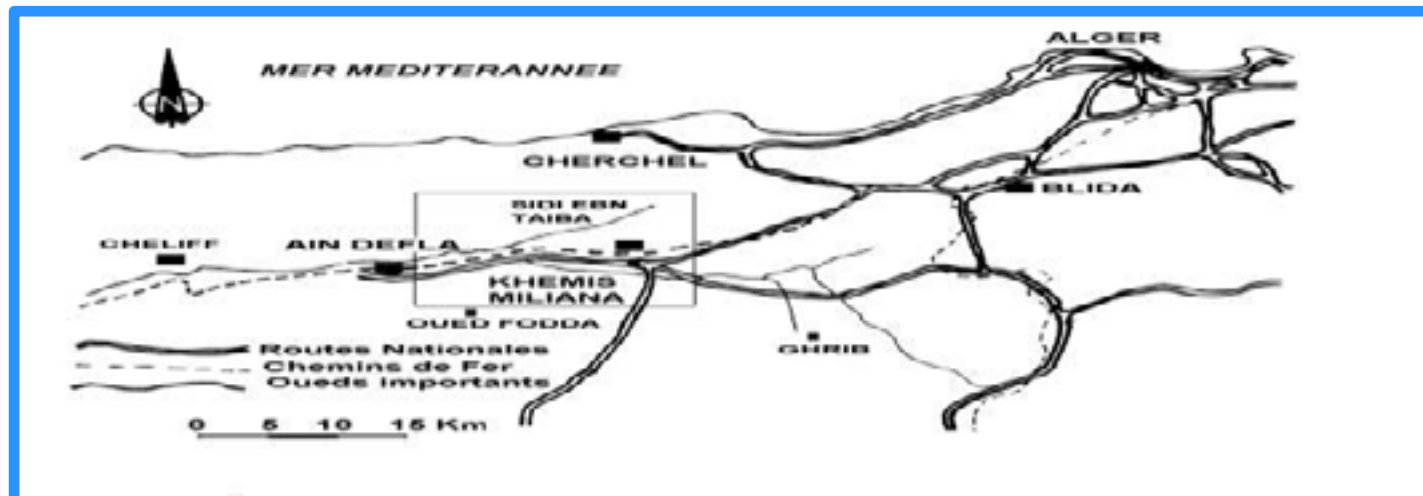 ALGER
MER MEDITERANNEE
N
CHERCHEL
BLIDA
SIDI EBN
TAIBA
CHELIFF
AIN DEFLA
KHEMIS
MILIANA
OUED FODDA
GHRIB
Routes Nationales
Chemins de Fer
Oueds importants
0 5 10 15 Km